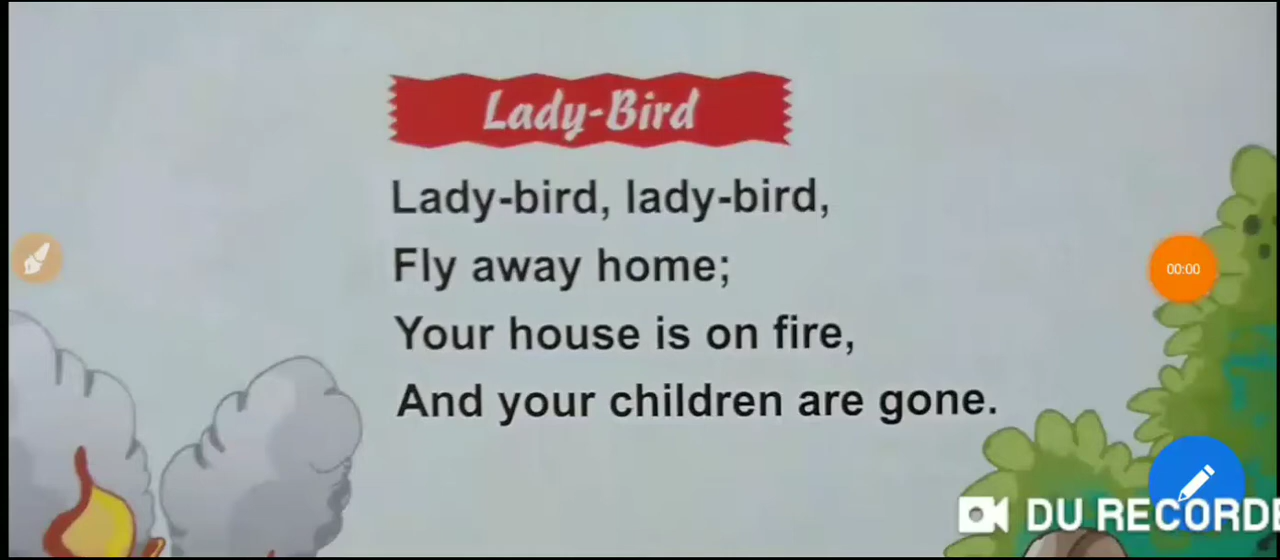 Lady-Bird
Lady-bird, lady-bird,
Fly away home;
00:00
Your house is on fire,
And your children are gone.
DU RECORDE